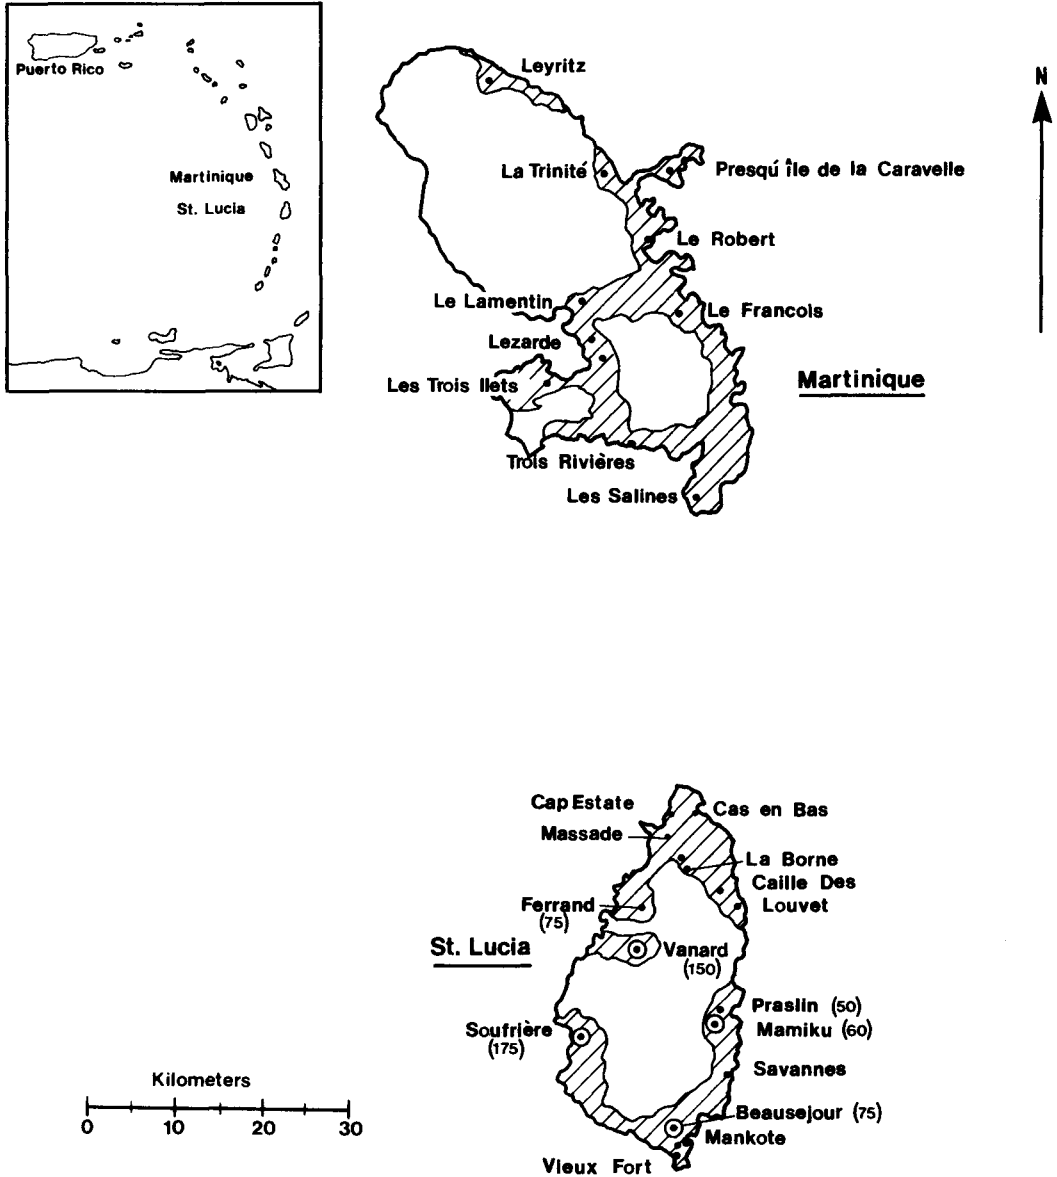 Puerto Rico
Martinique
St. Lucia
N
Leyritz
La Trinité
Presqú île de la Caravelle
Le Robert
Le Lamentin
Le Francois
Lezarde
Les Trois Ilets
Martinique
Trois Rivières
Les Salines
Cap Estate
Cas en Bas
Massade
La Borne
Caille Des
Louvet
Ferrand
(75)
St. Lucia
Vanard
(150)
Praslin (50)
Soufrière
(175)
Mamiku (60)
Savannes
Kilometers
0 10 20 30
Beausejour (75)
Mankote
Vieux Fort